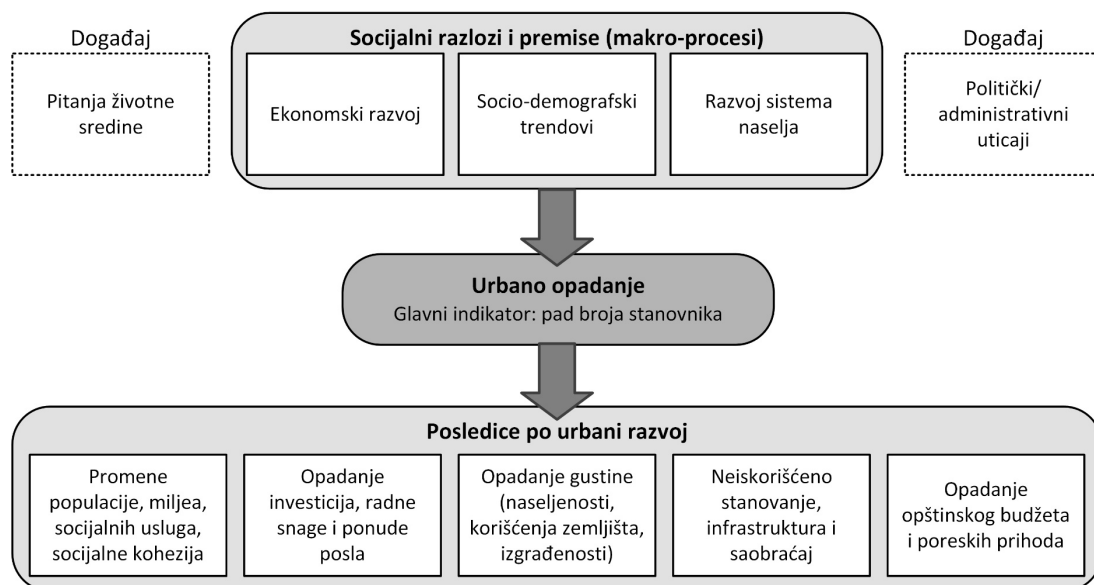 Događaj
Pitanja životne
sredine
Socijalni razlozi i premise (makro-procesi)
Ekonomski razvoj
Socio-demografski
trendovi
Razvoj sistema
naselja
Događaj
Politički/
administrativni
uticaji
Urbano opadanje
Glavni indikator: pad broja stanovnika
Posledice po urbani razvoj
Promene
populacije, miljea,
socijalnih usluga,
socijalne kohezija
Opadanje
investicija, radne
snage i ponude
posla
Opadanje gustine
(naseljenosti,
korišćenja zemljišta,
izgrađenosti)
Neiskorišćeno
stanovanje,
infrastruktura i
saobraćaj
Opadanje
opštinskog budžeta
i poreskih prihoda